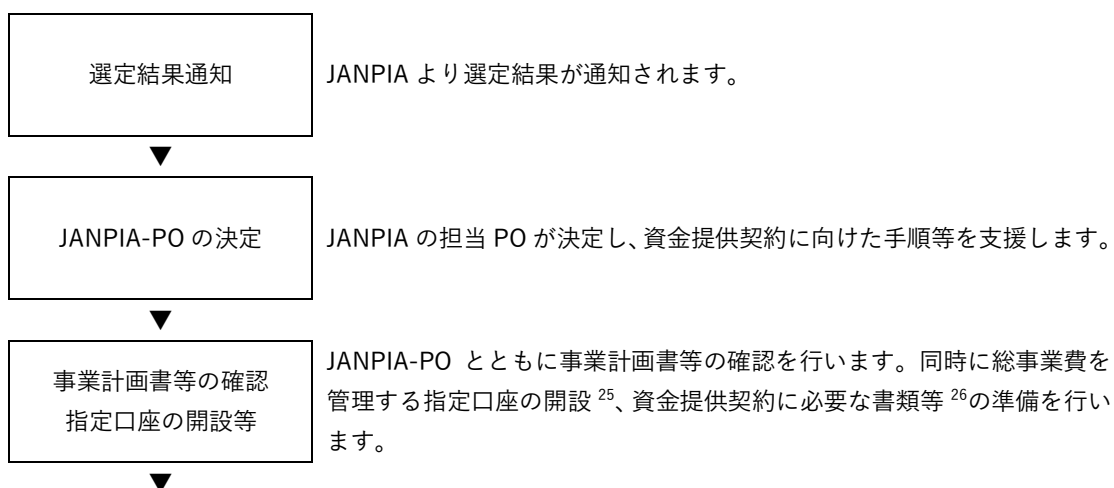 選定結果通知
JANPIA より選定結果が通知されます。
▼
JANPIA-PO の決定
JANPIA の担当 PO が決定し、資金提供契約に向けた手順等を支援します。
▼
事業計画書等の確認
指定口座の開設等
JANPIA-PO とともに事業計画書等の確認を行います。同時に総事業費を
管理する指定口座の開設 25、資金提供契約に必要な書類等 26の準備を行い
ます。
▼